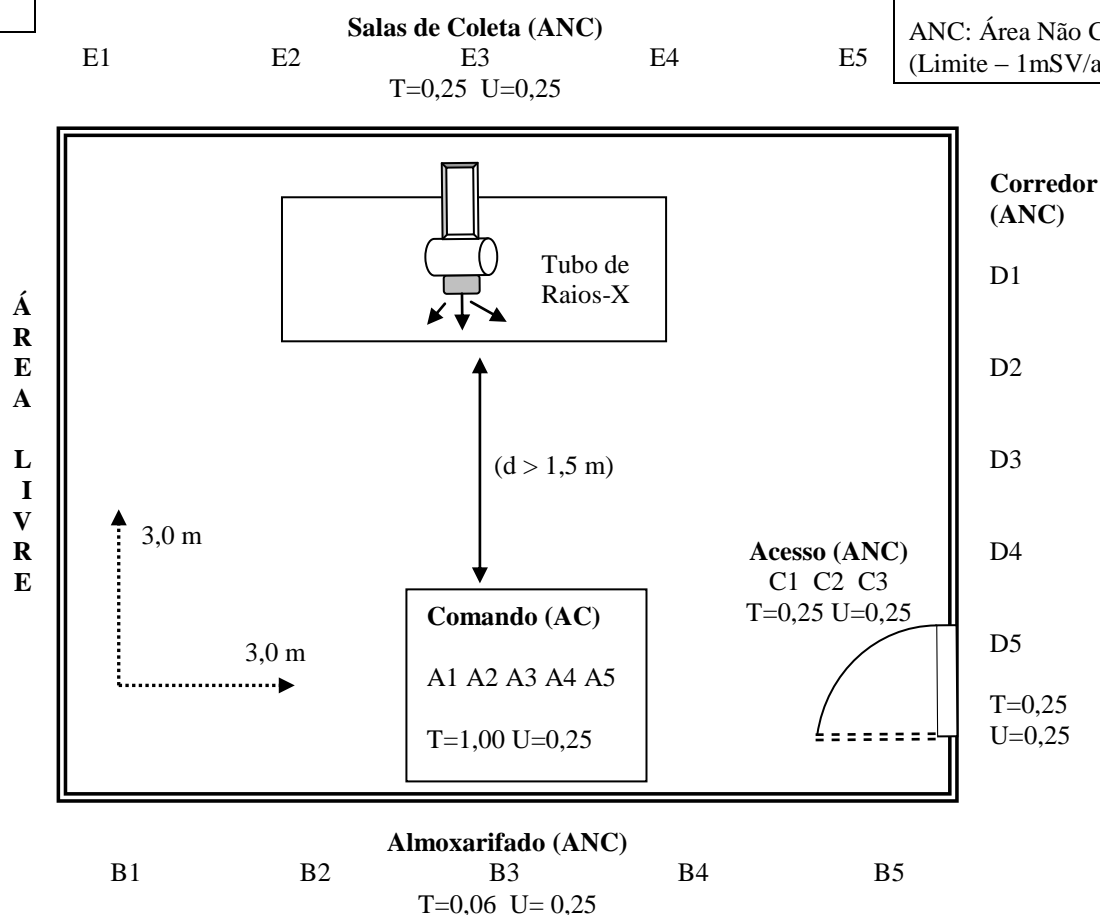 Salas de Coleta (ANC)
E1 E2 E3 E4 E5
T=0,25 U=0,25
ANC: Área Não
(Limite – 1mSV/a
Corredor
(ANC)
D1
D2
D3
D4
D5
T=0,25
U=0,25
ÁREA LIVRE
Tubo de
Raios-X
(d > 1,5 m)
3,0 m
3,0 m
Acesso (ANC)
C1 C2 C3
T=0,25 U=0,25
Comando (AC)
A1 A2 A3 A4 A5
T=1,00 U=0,25
Almoxarifado (ANC)
B1 B2 B3 B4 B5
T=0,06 U= 0,25